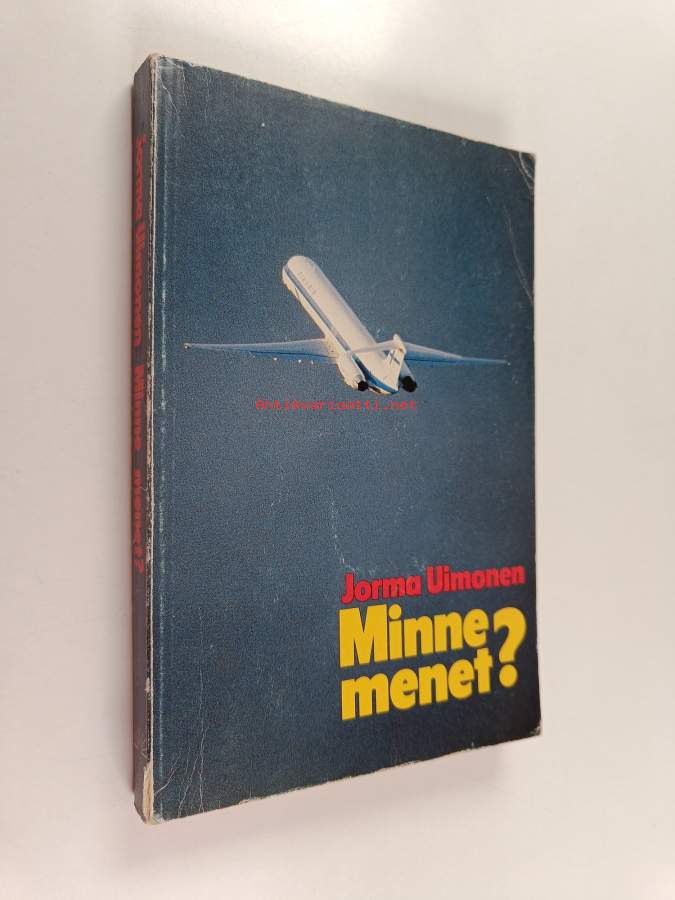 Jorma Uimonen Minne menet?
Antikvariaatti.net
Jorma Uimonen
Minne
menet?